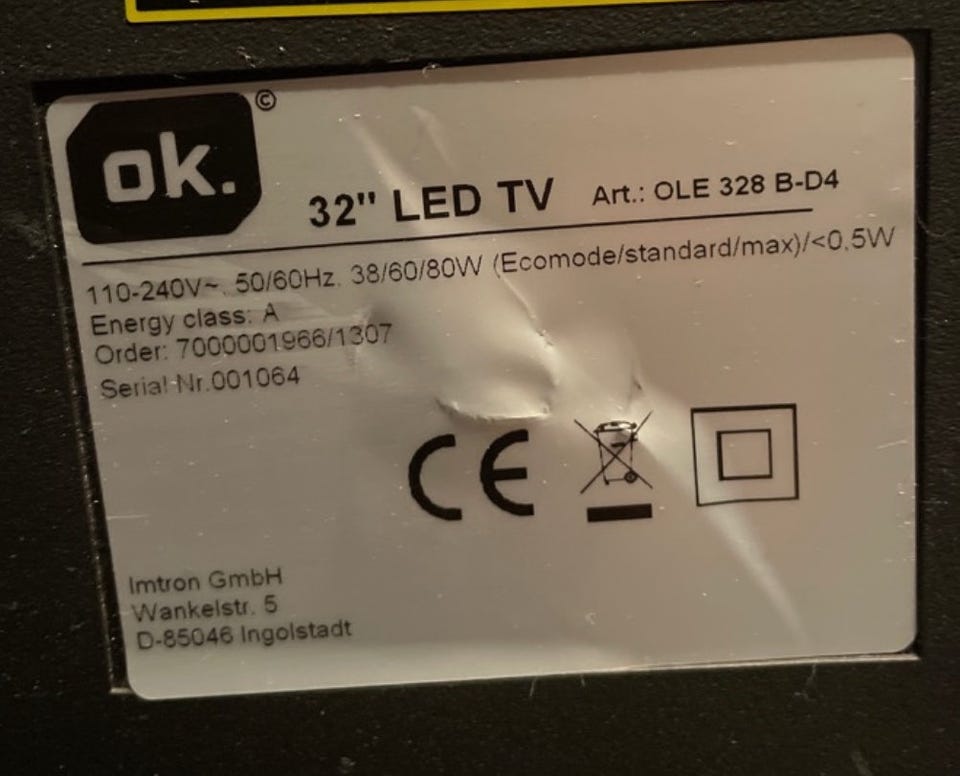 ok. ©
32" LED TV Art.: OLE 328 B-D4
110-240V~, 50/60Hz, 38/60/80W (Ecomode/standard/max)/<0,5W
Energy class: A
Order: 7000001966/1307
Serial Nr.001064
CE
Imtron GmbH
Wankelstr. 5
D-85046 Ingolstadt